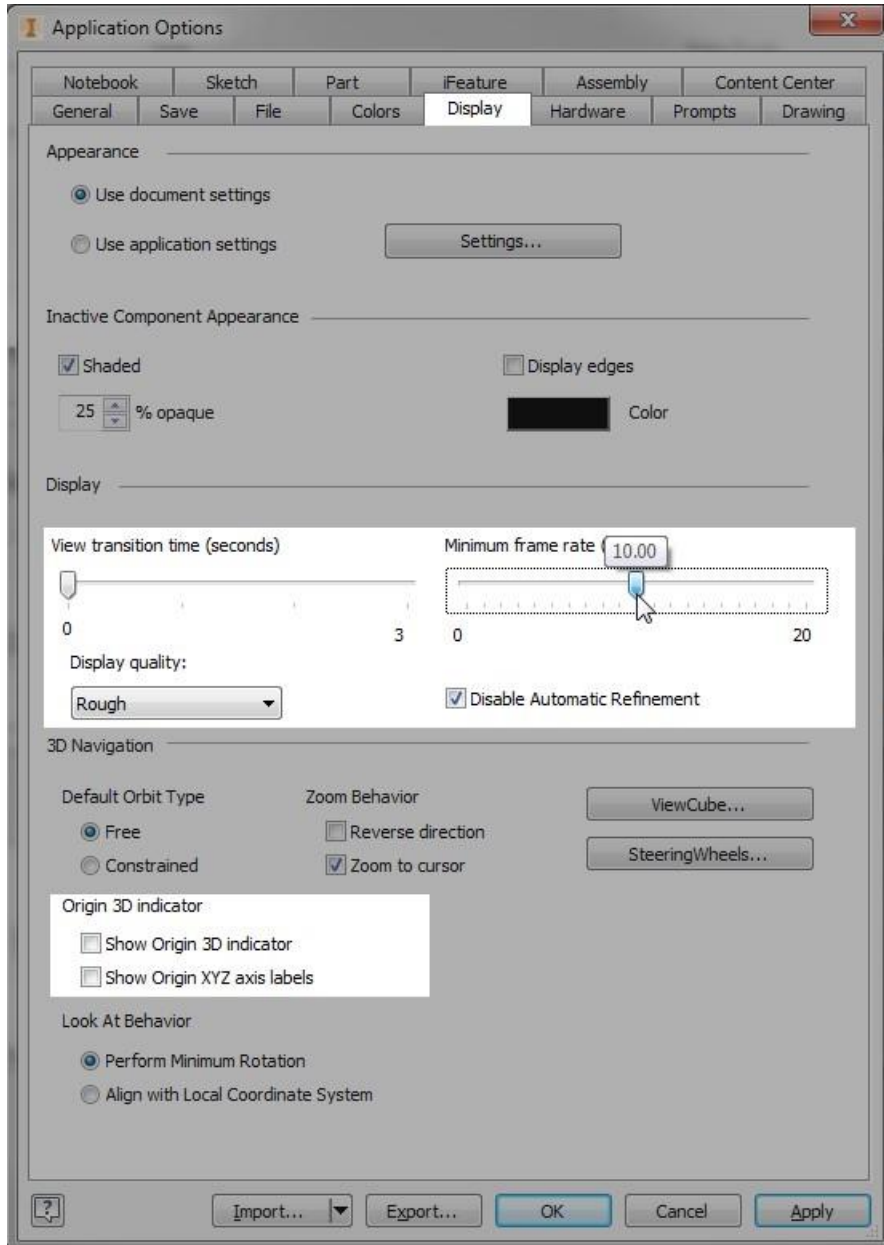 Application Options
Notebook Sketch Part iFeature Assembly Content Center
General Save File Colors Display Hardware Prompts Drawing
Appearance
Use document settings
Use application settings Settings...
Inactive Component Appearance
Shaded Display edges
25 % opaque Color
Display
View transition time (seconds) Minimum frame rate ( 10.00
0 3 0 20
Display quality:
Rough Disable Automatic Refinement
3D Navigation
Default Orbit Type Zoom Behavior ViewCube...
Free Reverse direction
Constrained Zoom to cursor SteeringWheels...
Origin 3D indicator
Show Origin 3D indicator
Show Origin XYZ axis labels
Look At Behavior
Perform Minimum Rotation
Align with Local Coordinate System
Import... Export... OK Cancel Apply